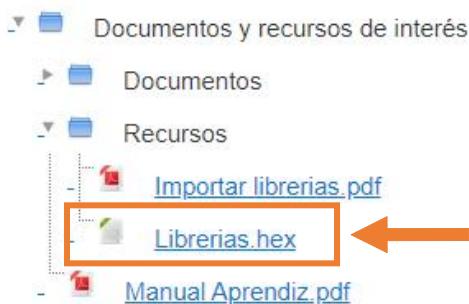 Documentos y recursos de interés
Documentos
Recursos
Importar librerias.pdf
Librerias.hex
Manual Aprendiz.pdf